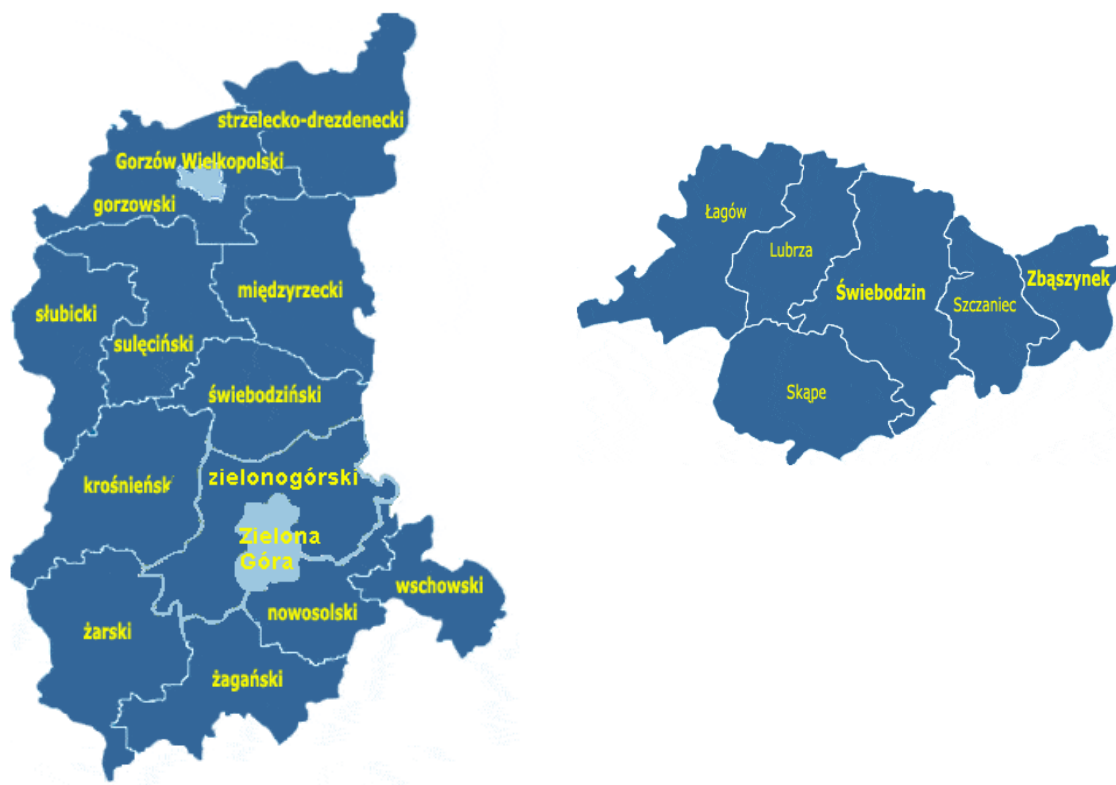 strzelecko-drezdenecki
Gorzów Wielkopolski
gorzowski
międzyrzecki
słubicki
sulęciński
świebodziński
krośnieńsk
zielonogórski
Zielona
Góra
wschowski
nowosolski
żarski
żagański
Łagów
Lubrza
Świebodzin
Szczaniec
Zbąszynek
Skąpe